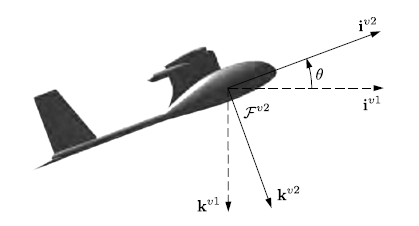 i^{v2}
θ
i^{v1}
\mathcal{F}^{v2}
k^{v1}
k^{v2}